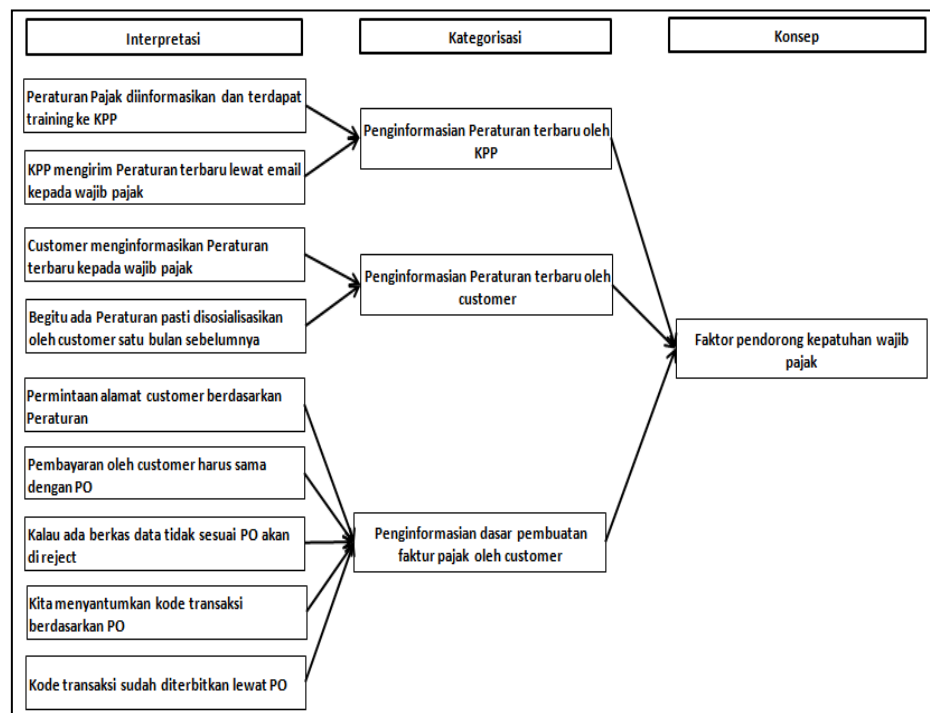 Interpretasi
Kategorisasi
Konsep
Peraturan Pajak diinformasikan dan terdapat
training ke KPP
KPP mengirim Peraturan terbaru lewat email
kepada wajib pajak
Customer menginformasikan Peraturan
terbaru kepada wajib pajak
Begitu ada Peraturan pasti disosialisasikan
oleh customer satu bulan sebelumnya
Permintaan alamat customer berdasarkan
Peraturan
Pembayaran oleh customer harus sama
dengan PO
Kalau ada berkas data tidak sesuai PO akan
di reject
Kita menyantumkan kode transaksi
berdasarkan PO
Kode transaksi sudah diterbitkan lewat PO
Penginformasian Peraturan terbaru oleh
KPP
Penginformasian Peraturan terbaru oleh
customer
Penginformasian dasar pembuatan
faktur pajak oleh customer
Faktor pendorong kepatuhan wajib
pajak